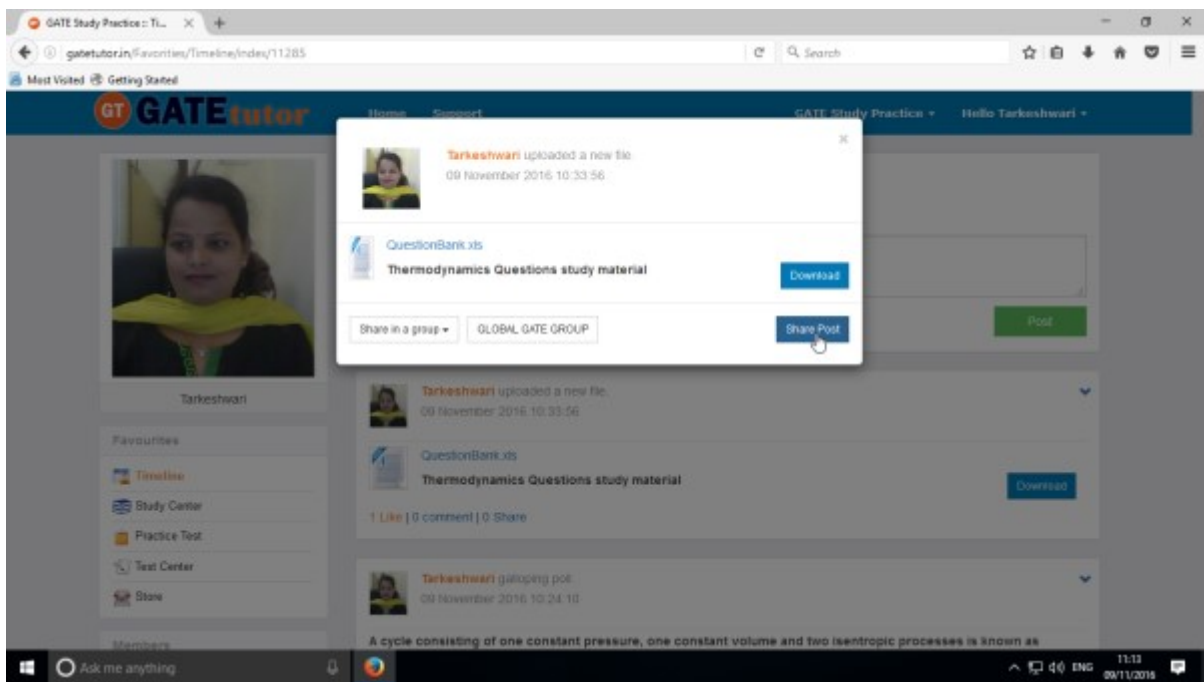 GATE Study Practice :: Ti...
gatetutor.in/Favorities/Timeline/index/11285
Search
Most Visited Getting Started
GT GATEtutor
Home Support GATE Study Practice Hello Tarkeshwari
Tarkeshwari uploaded a new file
09 November 2016 10:33:56
QuestionBank.xls
Thermodynamics Questions study material
Download
Share in a group GLOBAL GATE GROUP Share Post
Post
Tarkeshwari
Favourites
Timeline
Study Center
Practice Test
Test Center
Store
Members
Tarkeshwari uploaded a new file.
09 November 2016 10:33:56
QuestionBank.xls
Thermodynamics Questions study material
Download
1 Like | 0 comment | 0 Share
Tarkeshwari galloping poll.
09 November 2016 10:24:10
A cycle consisting of one constant pressure, one constant volume and two isentropic processes is known as
Ask me anything
ENG
11:13
09/11/2016